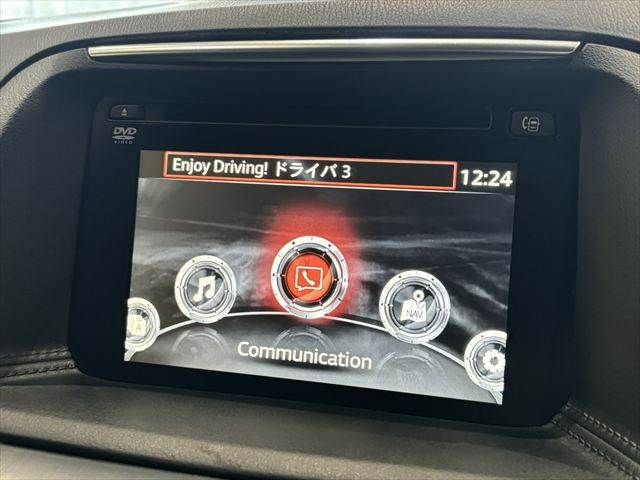 DVD
VIDEO
Enjoy Driving! ドライバ 3
12:24
A
NAV
Communication